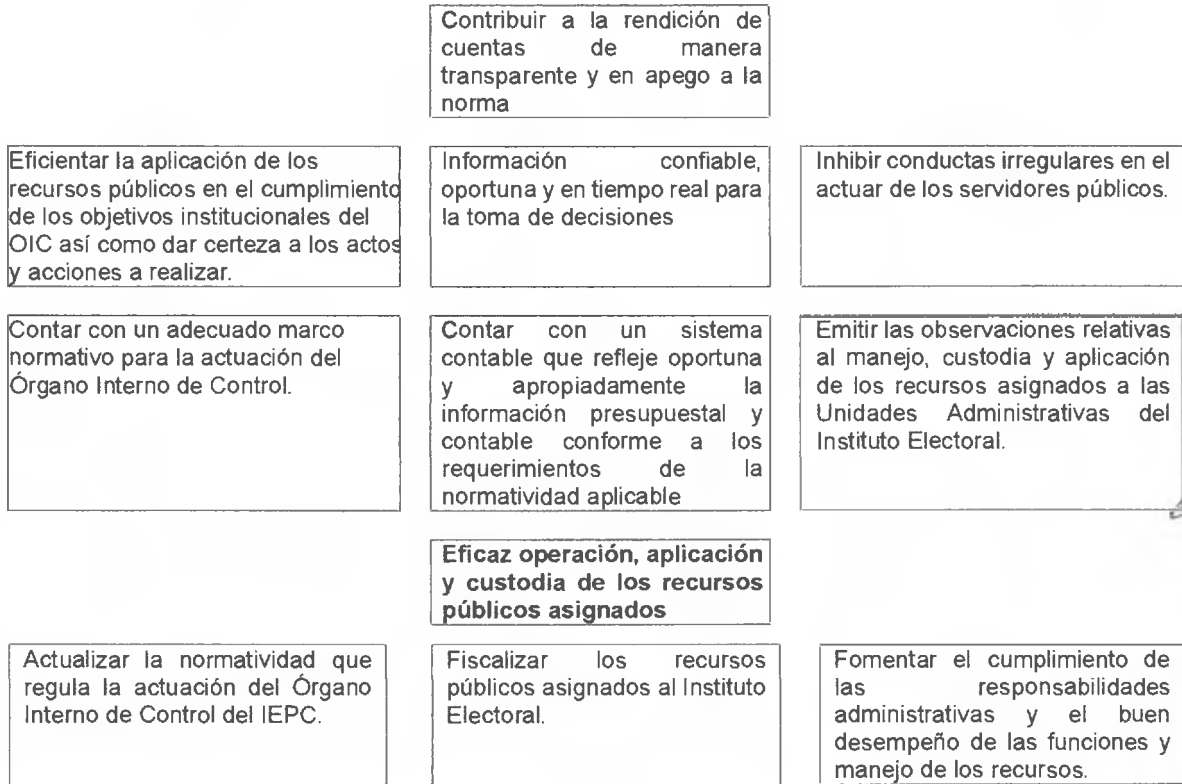 Contribuir a la rendición de
cuentas de manera
transparente y en apego a la
norma
Eficientar la aplicación de los
recursos públicos en el cumplimiento
de los objetivos institucionales del
OIC así como dar certeza a los actos
y acciones a realizar.
Información confiable,
oportuna y en tiempo real para
la toma de decisiones
Inhibir conductas irregulares en el
actuar de los servidores públicos.
Contar con un adecuado marco
normativo para la actuación del
Órgano Interno de Control.
Contar con un sistema
contable que refleje oportuna
y apropiadamente la
información presupuestal y
contable conforme a los
requerimientos de la
normatividad aplicable
Emitir las observaciones relativas
al manejo, custodia y aplicación
de los recursos asignados a las
Unidades Administrativas del
Instituto Electoral.
Eficaz operación, aplicación
y custodia de los recursos
públicos asignados
Actualizar la normatividad que
regula la actuación del Órgano
Interno de Control del IEPC.
Fiscalizar los recursos
públicos asignados al Instituto
Electoral.
Fomentar el cumplimiento de
las responsabilidades
administrativas y el buen
desempeño de las funciones y
manejo de los recursos.